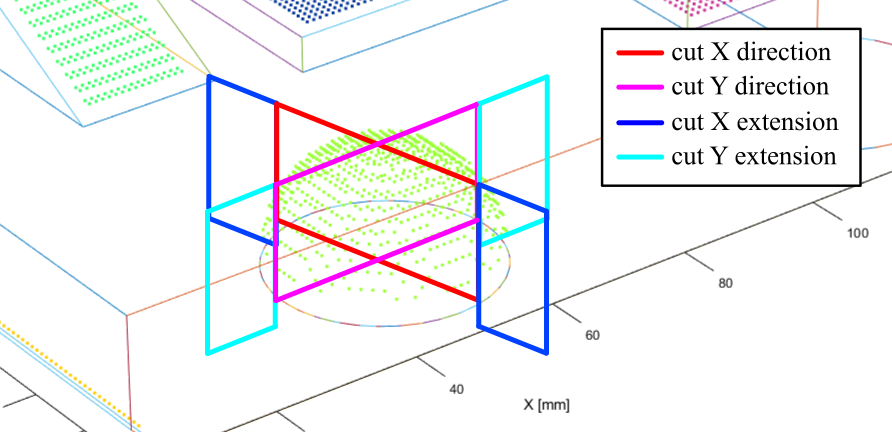 cut X direction
cut Y direction
cut X extension
cut Y extension
100
80
60
40
X [mm]